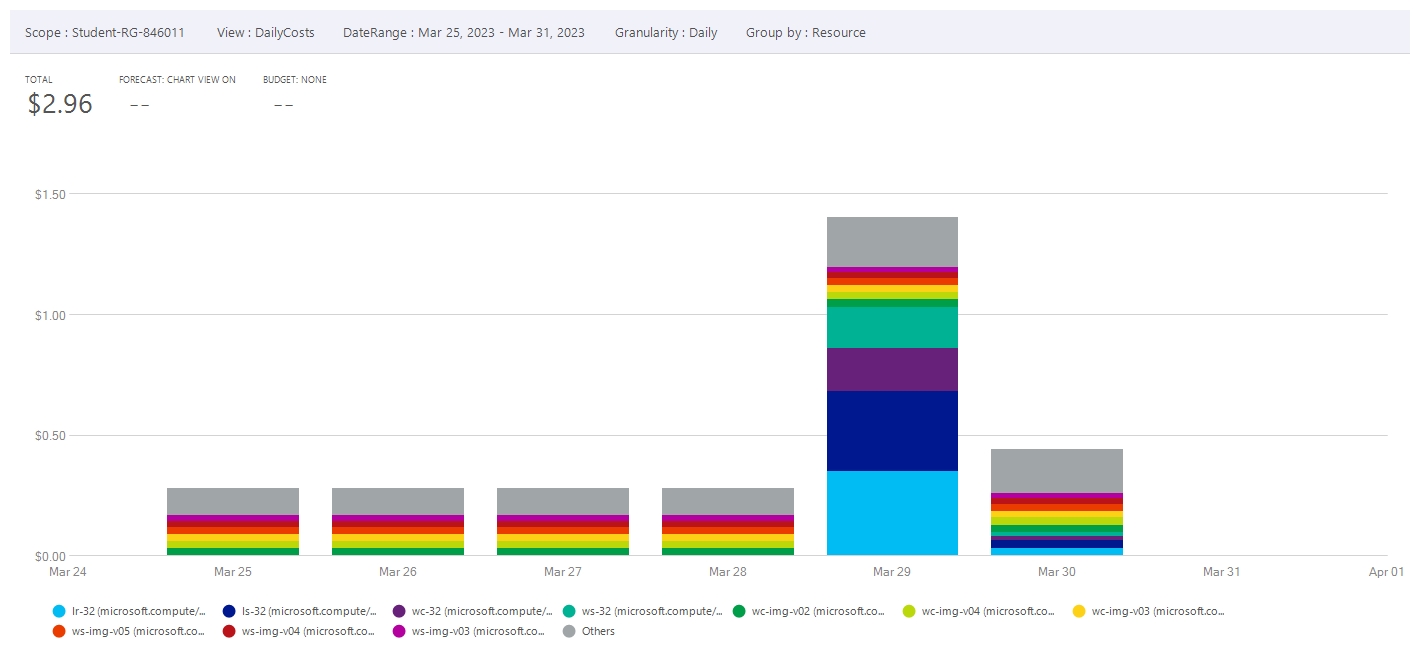 Scope : Student-RG-846011 View : DailyCosts DateRange : Mar 25, 2023 - Mar 31, 2023 Granularity : Daily Group by : Resource
TOTAL FORECAST: CHART VIEW ON BUDGET: NONE
$2.96 -- --
$1.50
$1.00
$0.50
$0.00
Mar 24 Mar 25 Mar 26 Mar 27 Mar 28 Mar 29 Mar 30 Mar 31 Apr 01
lr-32 (microsoft.compute/... ls-32 (microsoft.compute/... wc-32 (microsoft.compute/... ws-32 (microsoft.compute/... wc-img-v02 (microsoft.co... wc-img-v04 (microsoft.co... wc-img-v03 (microsoft.co...
ws-img-v05 (microsoft.co... ws-img-v04 (microsoft.co... ws-img-v03 (microsoft.co... Others